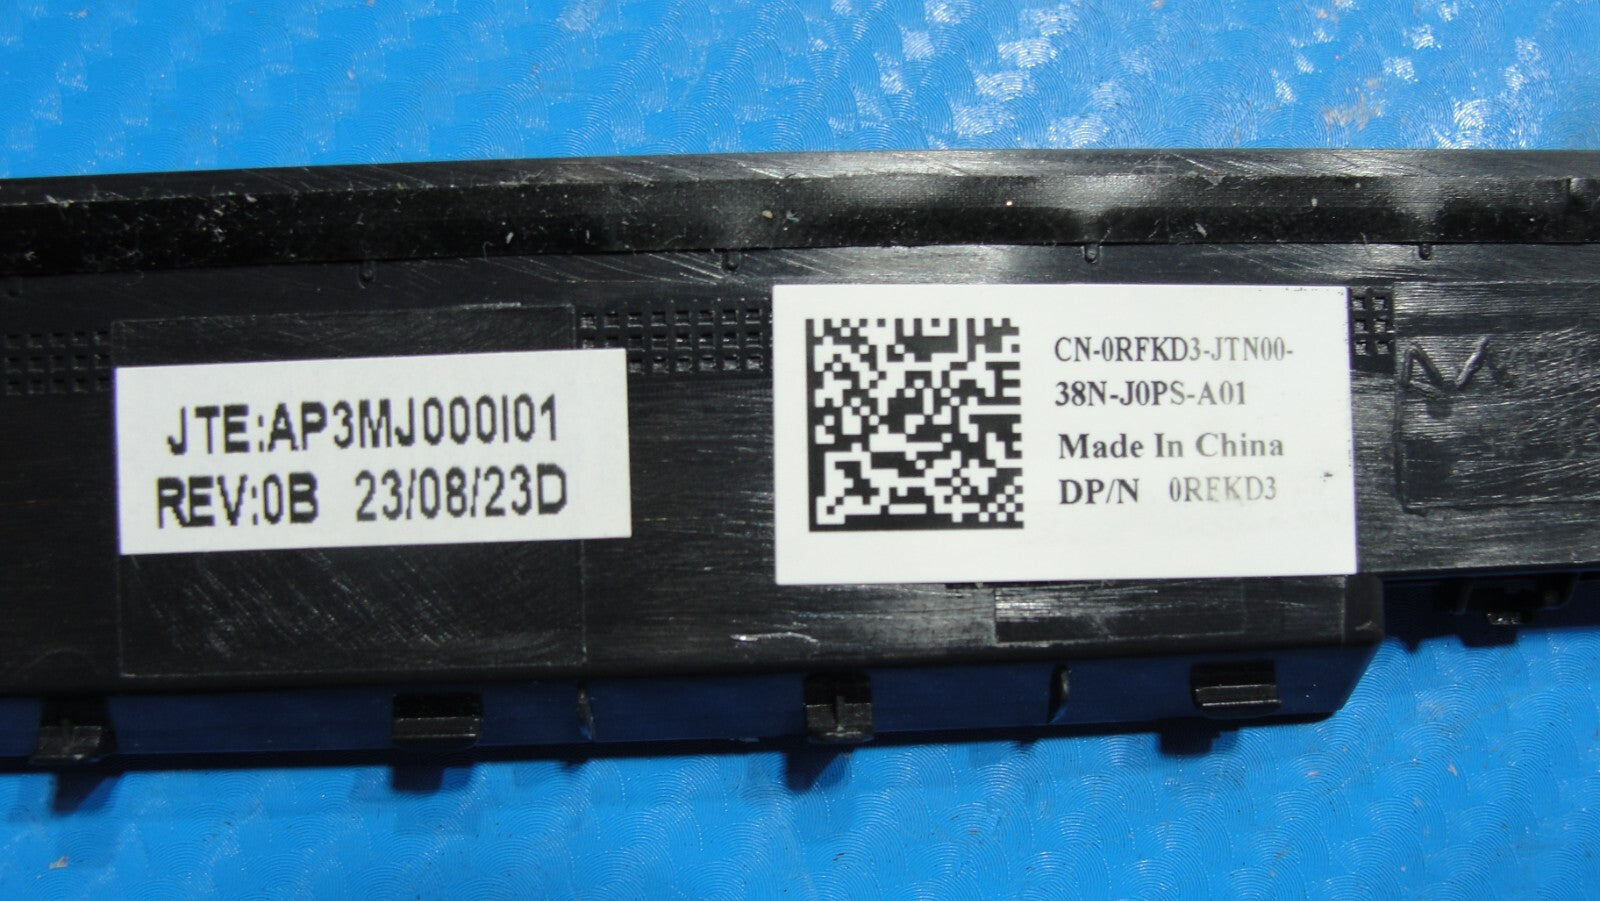 JTE:AP3MJ000I01
REV:0B 23/08/23D
CN-0RFKD3-JTN00-
38N-J0PS-A01
Made In China
DP/N 0RFKD3